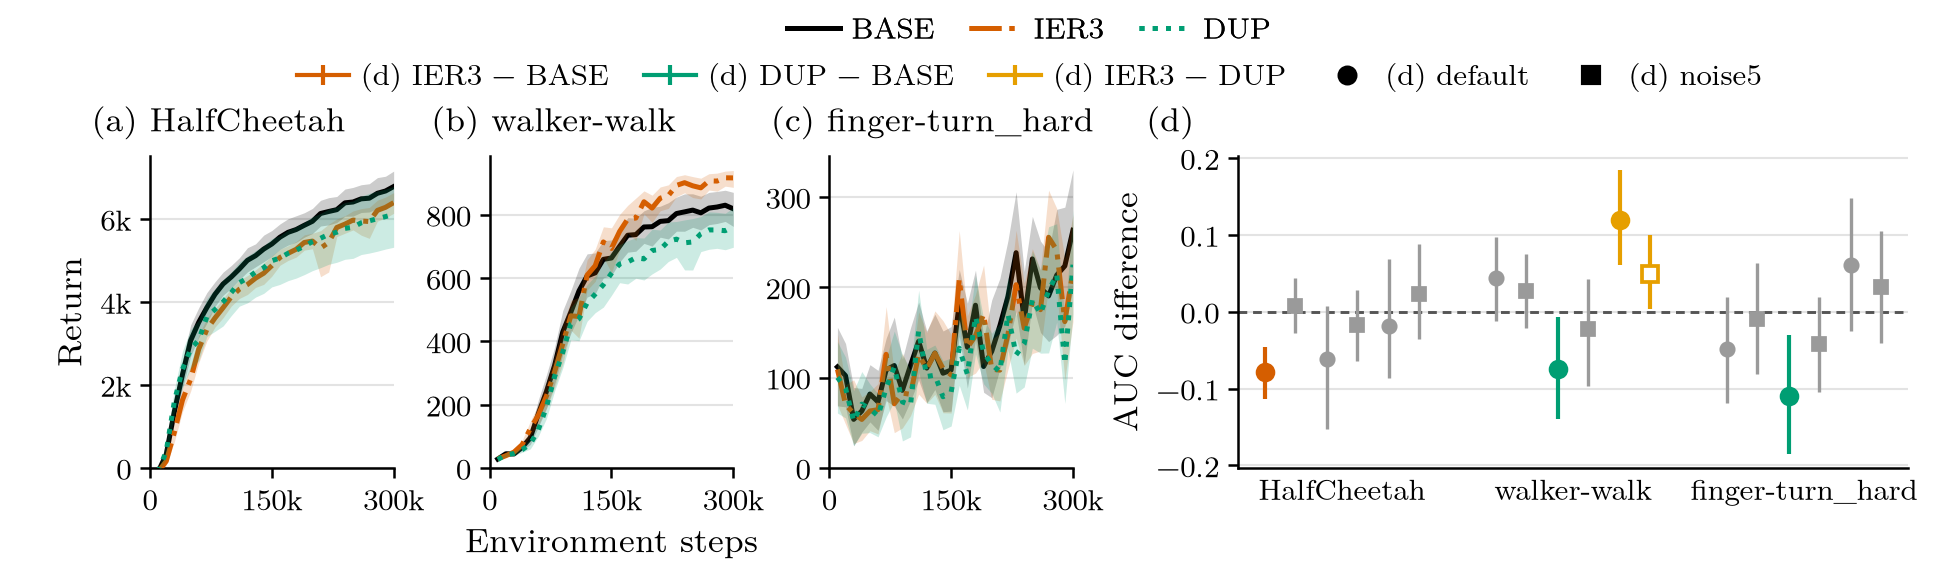 BASE IER3 DUP
(d) IER3 − BASE (d) DUP − BASE (d) IER3 − DUP (d) default (d) noise5
(a) HalfCheetah
(b) walker-walk
(c) finger-turn_hard
(d)
Return
6k
4k
2k
0
0 150k 300k
800
600
400
200
0
0 150k 300k
Environment steps
300
200
100
0
0 150k 300k
AUC difference
0.2
0.1
0.0
−0.1
−0.2
HalfCheetah walker-walk finger-turn_hard